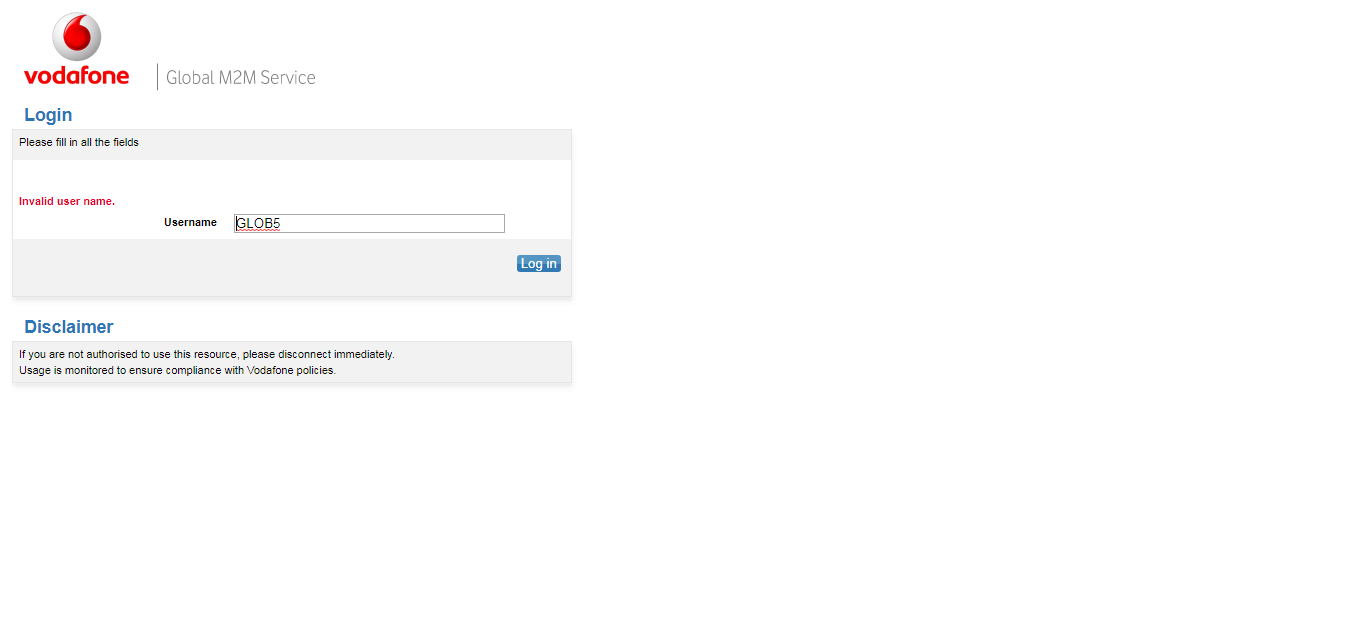 vodafone
Global M2M Service
Login
Please fill in all the fields
Invalid user name.
Username GLOB5
Log in
Disclaimer
If you are not authorised to use this resource, please disconnect immediately.
Usage is monitored to ensure compliance with Vodafone policies.